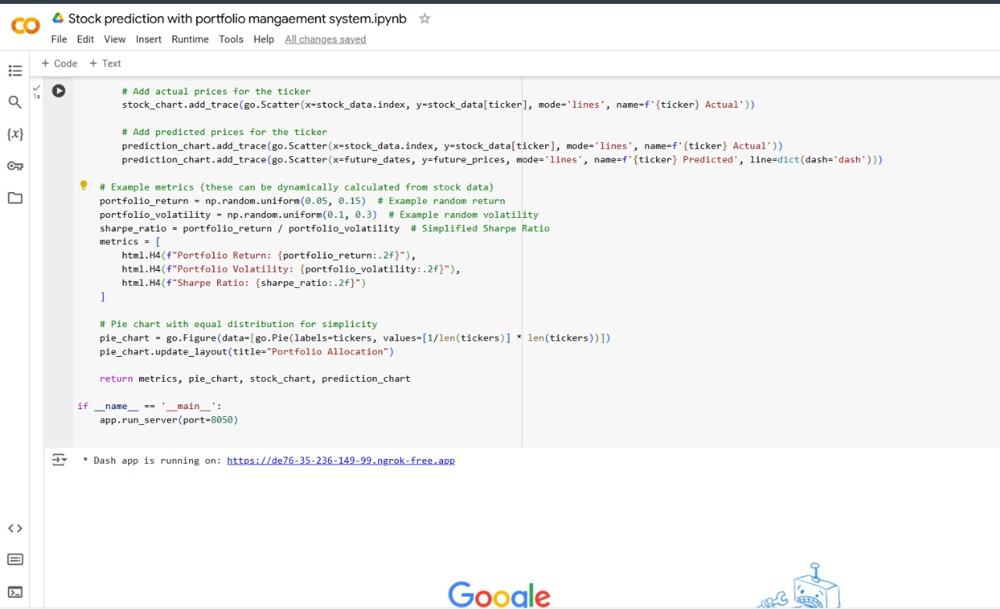 CO Stock prediction with portfolio mangaement system.ipynb
File Edit View Insert Runtime Tools Help All changes saved
+ Code + Text
1s
# Add actual prices for the ticker
stock_chart.add_trace(go.Scatter(x=stock_data.index, y=stock_data[ticker], mode='lines', name=f'{ticker} Actual'))
# Add predicted prices for the ticker
prediction_chart.add_trace(go.Scatter(x=stock_data.index, y=stock_data[ticker], mode='lines', name=f'{ticker} Actual'))
prediction_chart.add_trace(go.Scatter(x=future_dates, y=future_prices, mode='lines', name=f'{ticker} Predicted', line=dict(dash='dash')))
# Example metrics (these can be dynamically calculated from stock data)
portfolio_return = np.random.uniform(0.05, 0.15)  # Example random return
portfolio_volatility = np.random.uniform(0.1, 0.3)  # Example random volatility
sharpe_ratio = portfolio_return / portfolio_volatility  # Simplified Sharpe Ratio
metrics = [
html.H4(f"Portfolio Return: {portfolio_return:.2f}"),
html.H4(f"Portfolio Volatility: {portfolio_volatility:.2f}"),
html.H4(f"Sharpe Ratio: {sharpe_ratio:.2f}")
]
# Pie chart with equal distribution for simplicity
pie_chart = go.Figure(data=[go.Pie(labels=tickers, values=[1/len(tickers)] * len(tickers))])
pie_chart.update_layout(title="Portfolio Allocation")
return metrics, pie_chart, stock_chart, prediction_chart
if __name__ == '__main__':
app.run_server(port=8050)
* Dash app is running on: https://de76-35-236-149-99.ngrok-free.app
Google